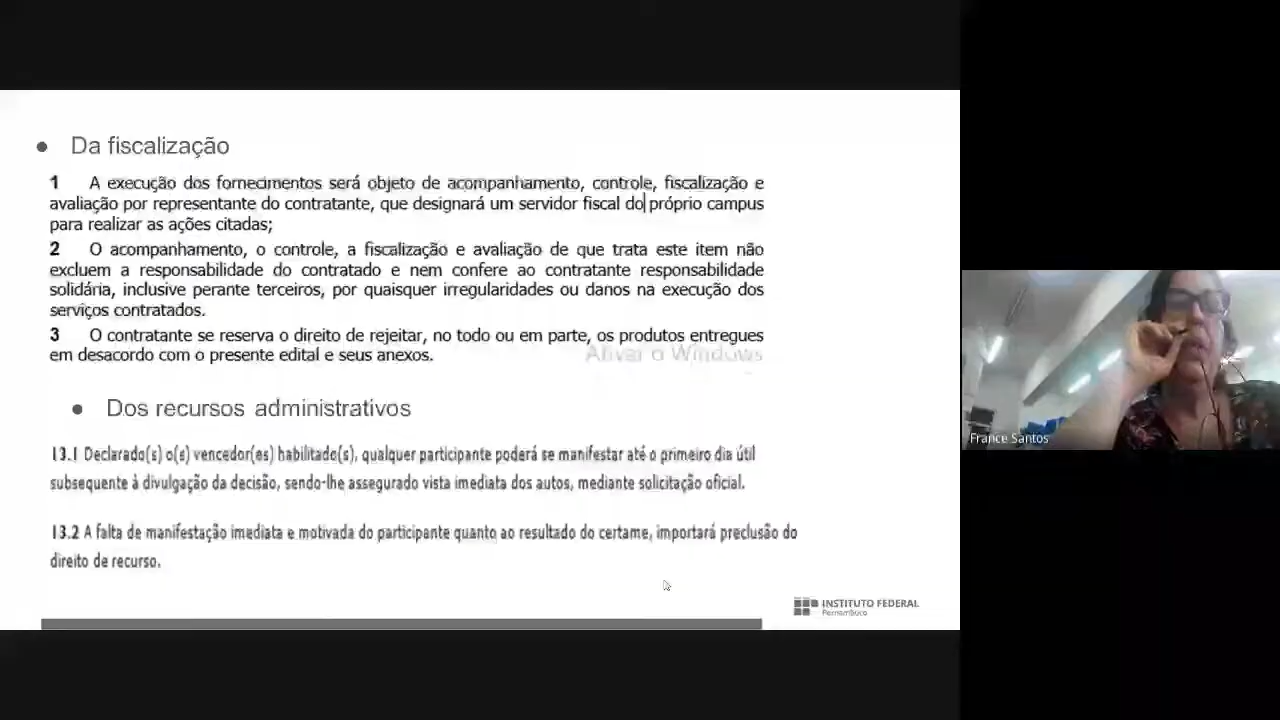 ● Da fiscalização
1 A execução dos fornecimentos será objeto de acompanhamento, controle, fiscalização e
avaliação por representante do contratante, que designará um servidor fiscal do próprio campus
para realizar as ações citadas;
2 O acompanhamento, o controle, a fiscalização e avaliação de que trata este item não
excluem a responsabilidade do contratado e nem confere ao contratante responsabilidade
solidária, inclusive perante terceiros, por quaisquer irregularidades ou danos na execução dos
serviços contratados.
3 O contratante se reserva o direito de rejeitar, no todo ou em parte, os produtos entregues
em desacordo com o presente edital e seus anexos.
Ativar o Windows
● Dos recursos administrativos
13.1 Declarado(s) o(s) vencedor(es) habilitado(s), qualquer participante poderá se manifestar até o primeiro dia útil
subsequente à divulgação da decisão, sendo-lhe assegurado vista imediata dos autos, mediante solicitação oficial.
13.2 A falta de manifestação imediata e motivada do participante quanto ao resultado do certame, importará preclusão do
direito de recurso.
INSTITUTO FEDERAL
Pernambuco
France Santos